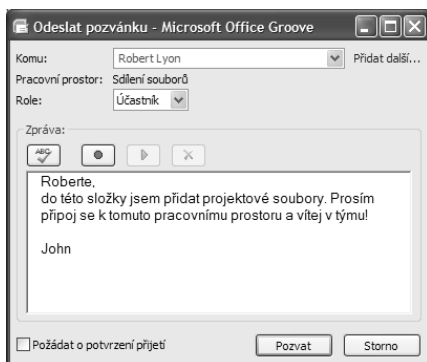 Odeslat pozvánku - Microsoft Office Groove
Komu: Robert Lyon Přidat další...
Pracovní prostor: Sdílení souborů
Role: Účastník
Zpráva:
ABC
Roberte,
do této složky jsem přidat projektové soubory. Prosím
připoj se k tomuto pracovnímu prostoru a vítej v týmu!
John
Požádat o potvrzení přijetí Pozvat Storno